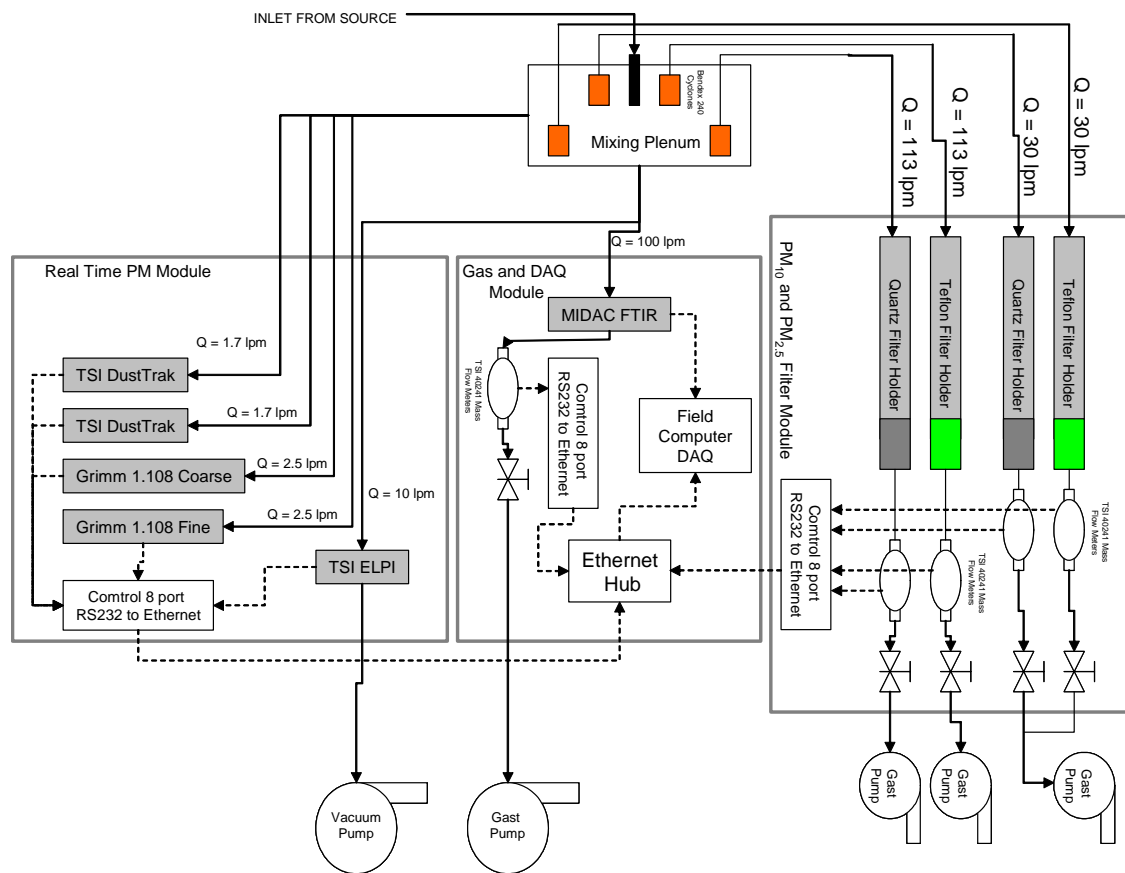 INLET FROM SOURCE
Bendex 240
Cyclones
Mixing Plenum
Q = 113 lpm
Q = 113 lpm
Q = 30 lpm
Q = 30 lpm
Q = 100 lpm
Real Time PM Module
Gas and DAQ
Module
PM10 and PM2.5 Filter Module
Q = 1.7 lpm
TSI DustTrak
Q = 1.7 lpm
TSI DustTrak
Q = 2.5 lpm
Grimm 1.108 Coarse
Q = 2.5 lpm
Grimm 1.108 Fine
Q = 10 lpm
TSI ELPI
Comtrol 8 port
RS232 to Ethernet
MIDAC FTIR
TSI 40241 Mass
Flow Meters
Comtrol 8 port
RS232 to Ethernet
Field
Computer
DAQ
Ethernet
Hub
Quartz Filter Holder
Teflon Filter Holder
Quartz Filter Holder
Teflon Filter Holder
Comtrol 8 port
RS232 to Ethernet
TSI 40241 Mass
Flow Meters
TSI 40241 Mass
Flow Meters
Vacuum
Pump
Gast
Pump
Gast
Pump
Gast
Pump
Gast
Pump